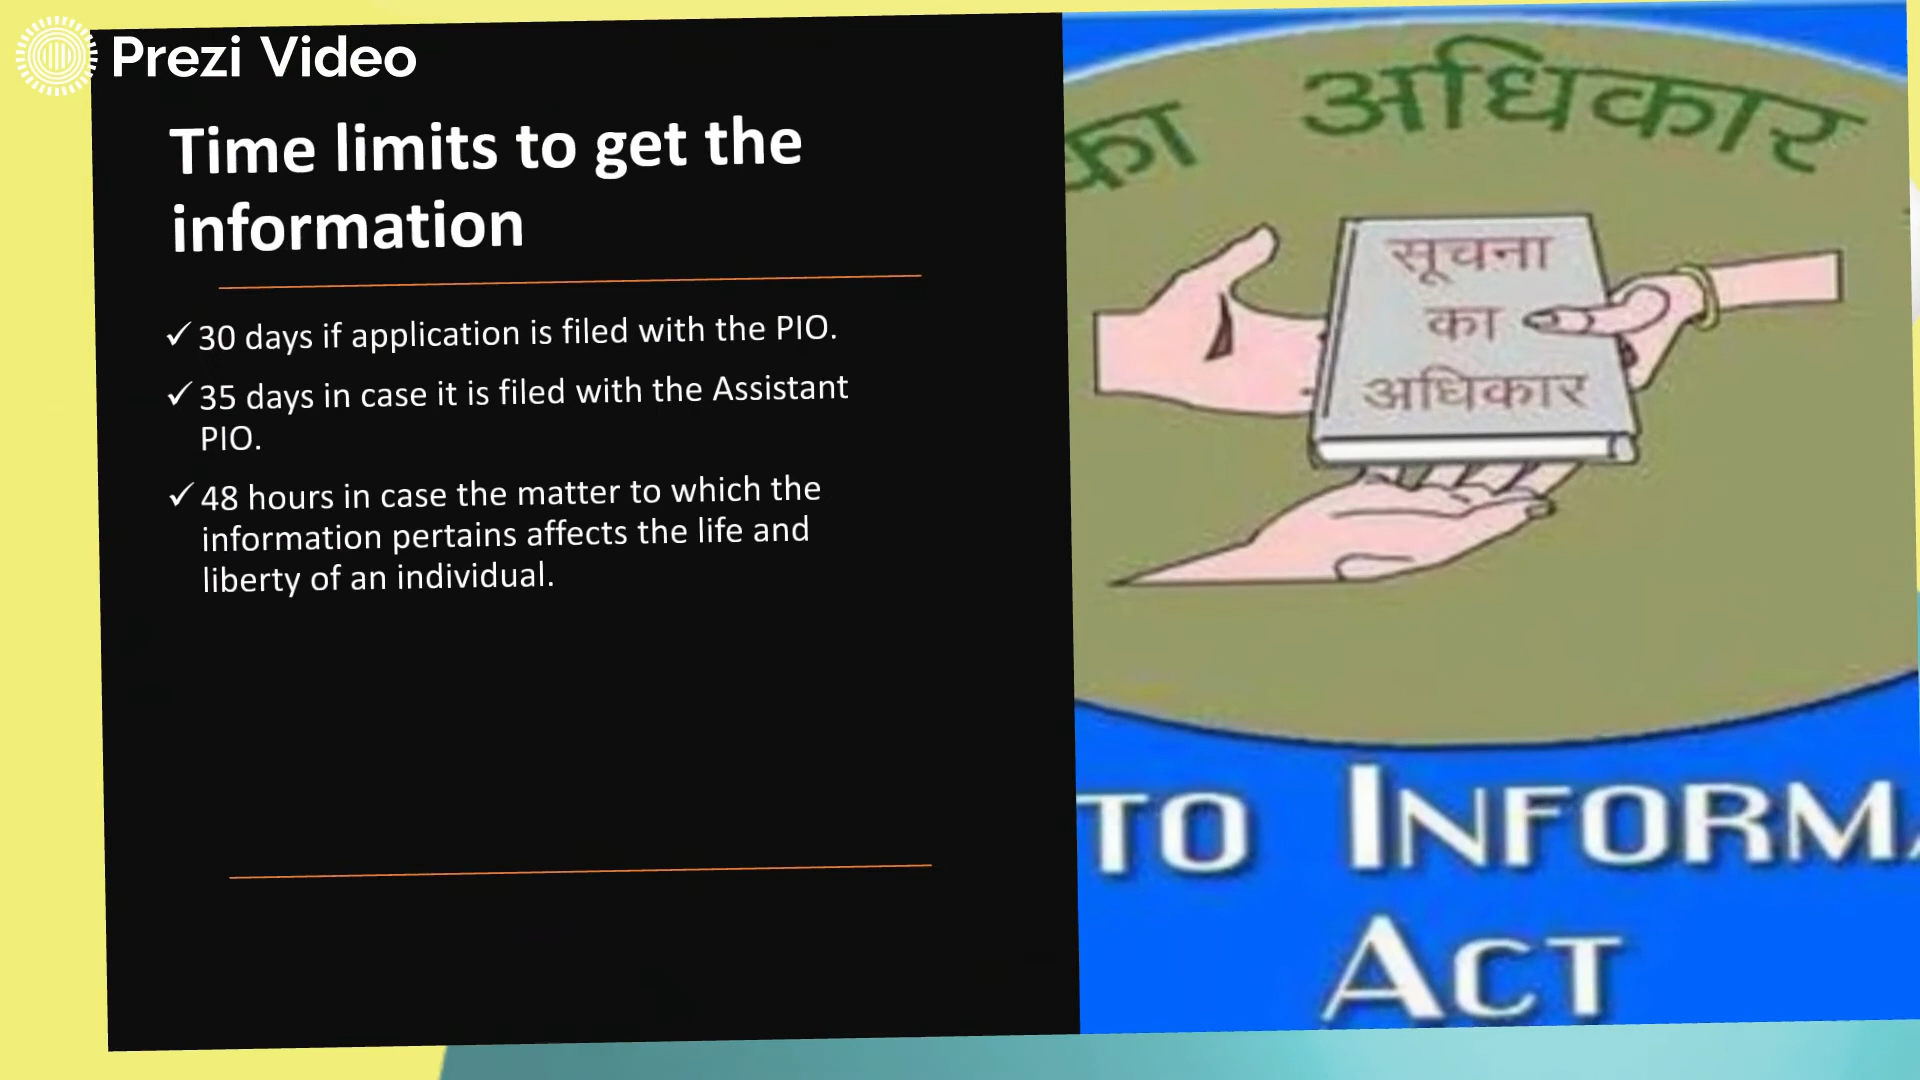 Prezi Video
Time limits to get the
information
✓ 30 days if application is filed with the PIO.
✓ 35 days in case it is filed with the Assistant
PIO.
✓ 48 hours in case the matter to which the
information pertains affects the life and
liberty of an individual.
का अधिकार
सूचना
का
अधिकार
TO INFORMA
ACT